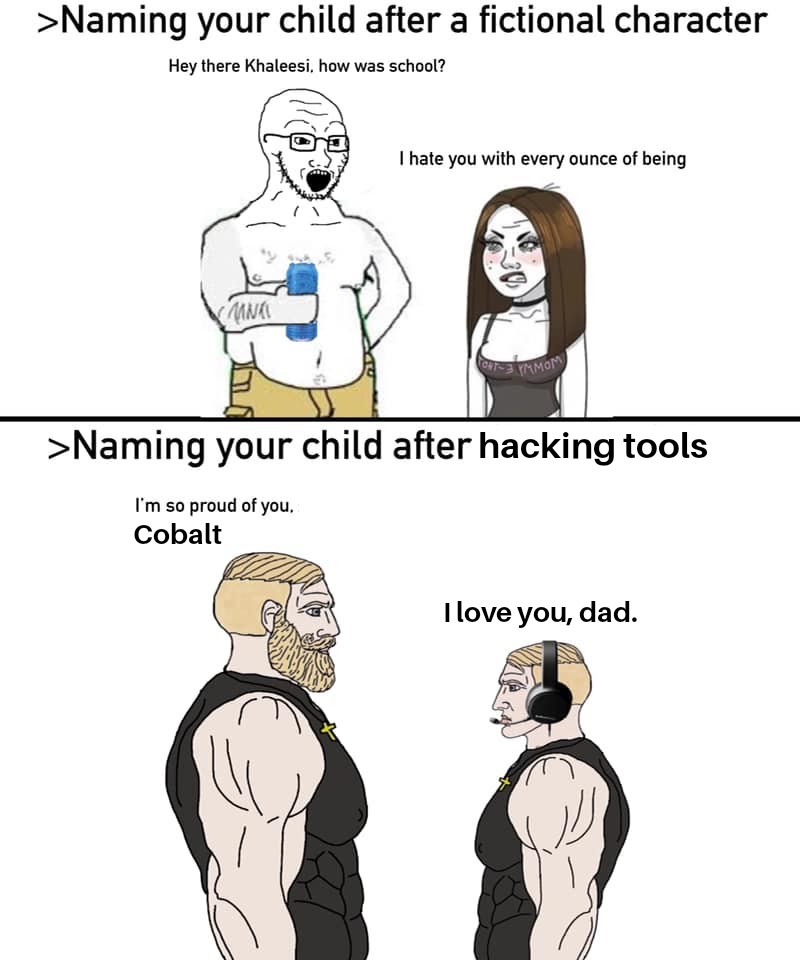 >Naming your child after a fictional character
Hey there Khaleesi, how was school?
I hate you with every ounce of being
>Naming your child after hacking tools
I'm so proud of you,
Cobalt
I love you, dad.